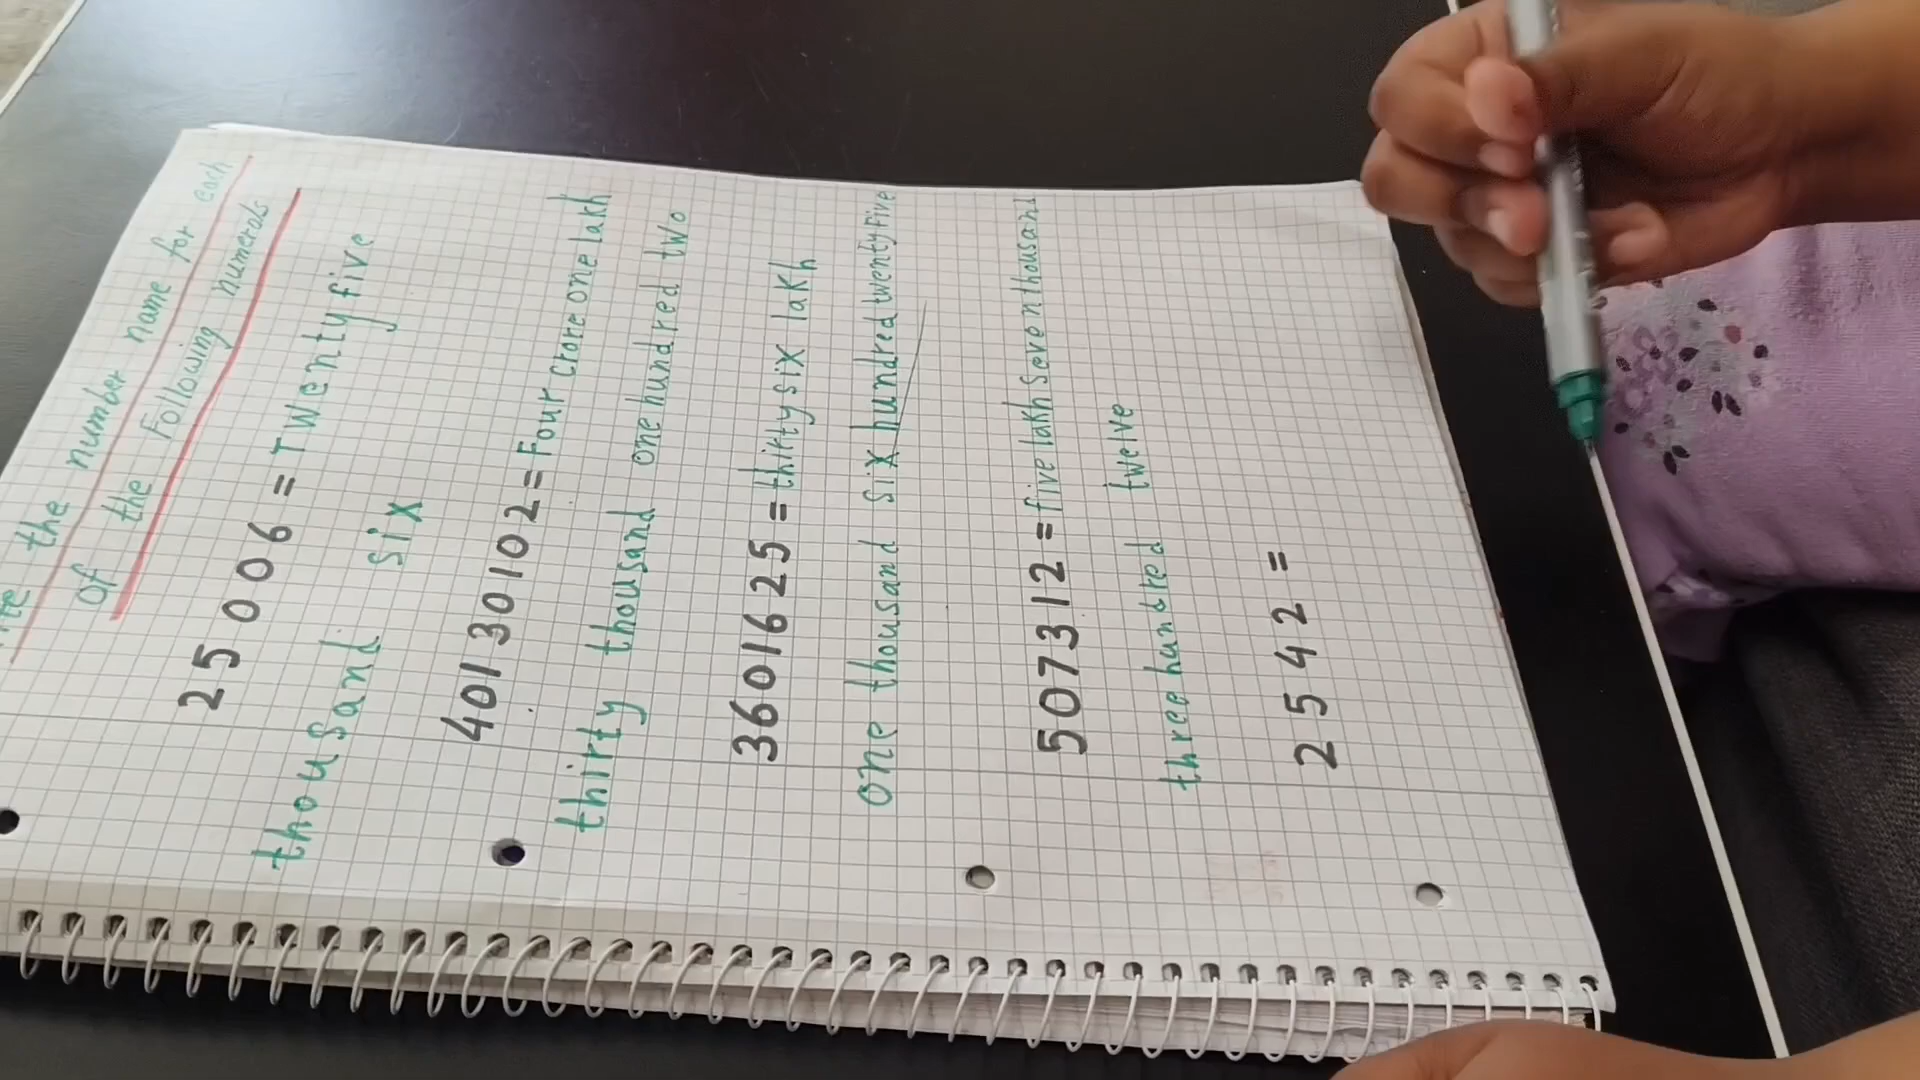 the number name for each
of the Following numerals
25006 = Twenty five
thousand six
40130102 = Four crore one lakh
thirty thousand one hundred two
3601625 = thirty six lakh
one thousand six hundred twenty five
507312 = five lakh seven thousand
three hundred twelve
25542 =